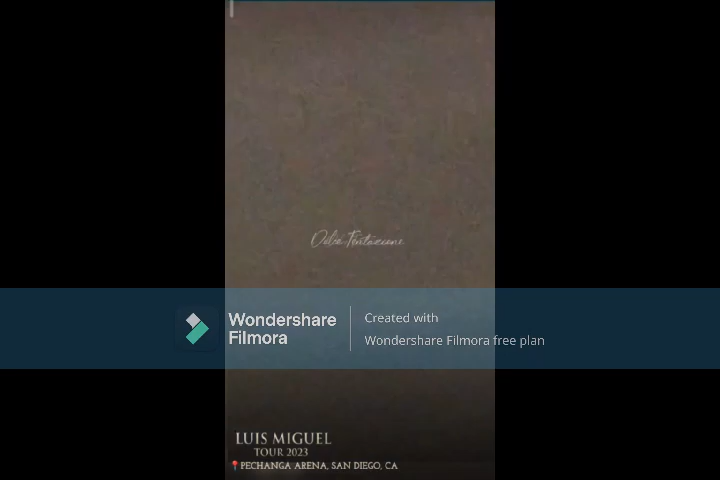 Wondershare
Filmora
Created with
Wondershare Filmora free plan
LUIS MIGUEL
TOUR 2023
PECHANGA ARENA, SAN DIEGO, CA